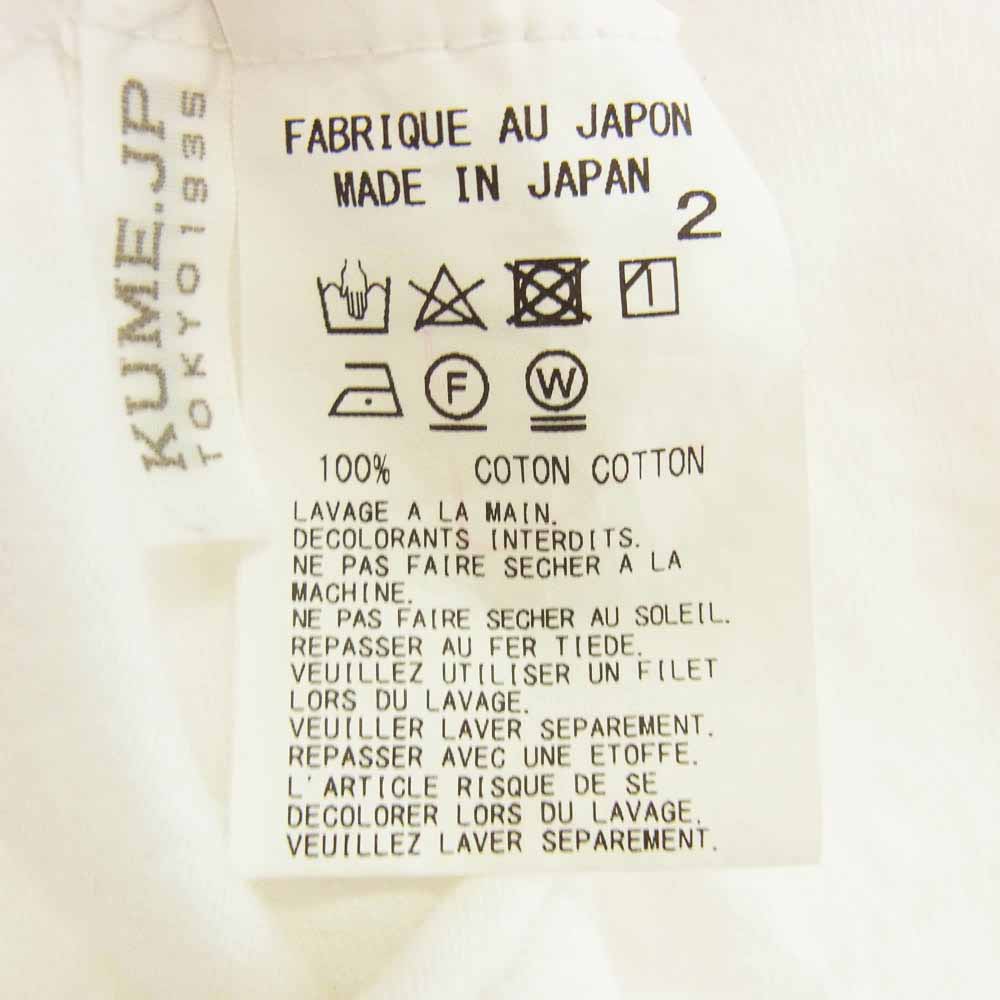 KUME.JP
TOKYO1935
FABRIQUE AU JAPON
MADE IN JAPAN
2
1
F
W
100% COTON COTTON
LAVAGE A LA MAIN.
DECOLORANTS INTERDITS.
NE PAS FAIRE SECHER A LA
MACHINE.
NE PAS FAIRE SECHER AU SOLEIL.
REPASSER AU FER TIEDE.
VEUILLEZ UTILISER UN FILET
LORS DU LAVAGE.
VEUILLER LAVER SEPAREMENT.
REPASSER AVEC UNE ETOFFE.
L'ARTICLE RISQUE DE SE
DECOLORER LORS DU LAVAGE.
VEUILLEZ LAVER SEPAREMENT.